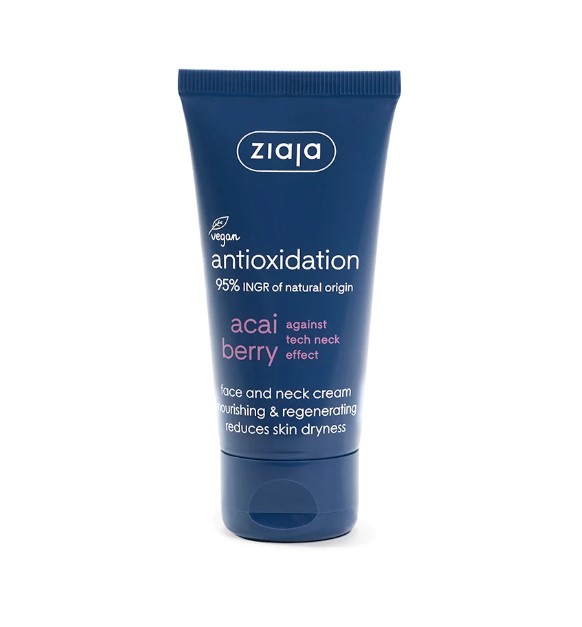 ziaja
vegan
antioxidation
95% INGR of natural origin
acai berry
against
tech neck
effect
face and neck cream
nourishing & regenerating
reduces skin dryness